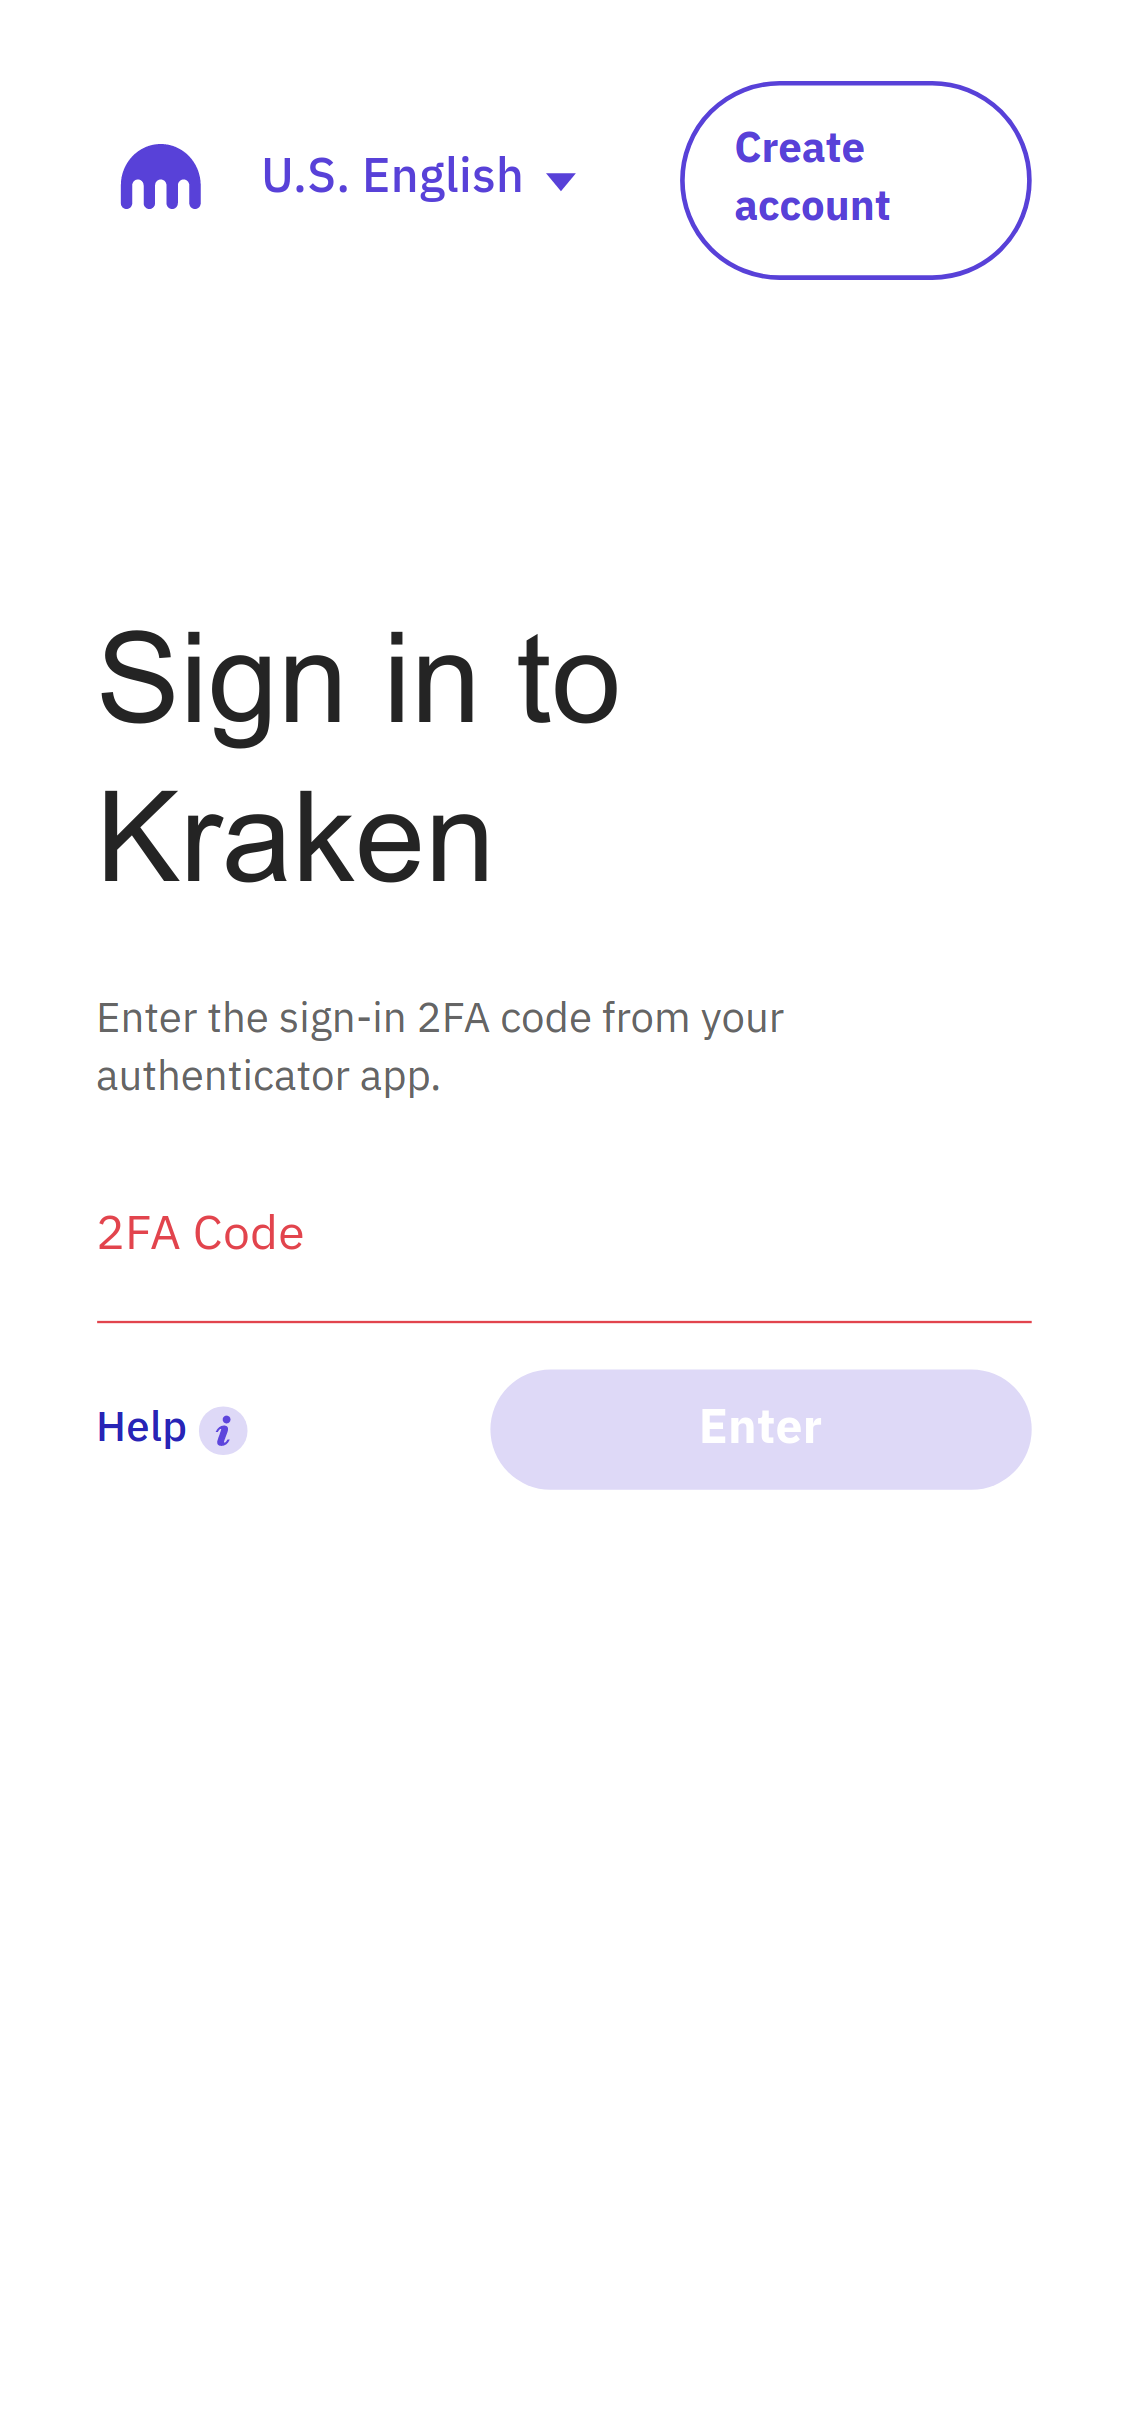 U.S. English
Create
account
Sign in to
Kraken
Enter the sign-in 2FA code from your
authenticator app.
2FA Code
Help i
Enter